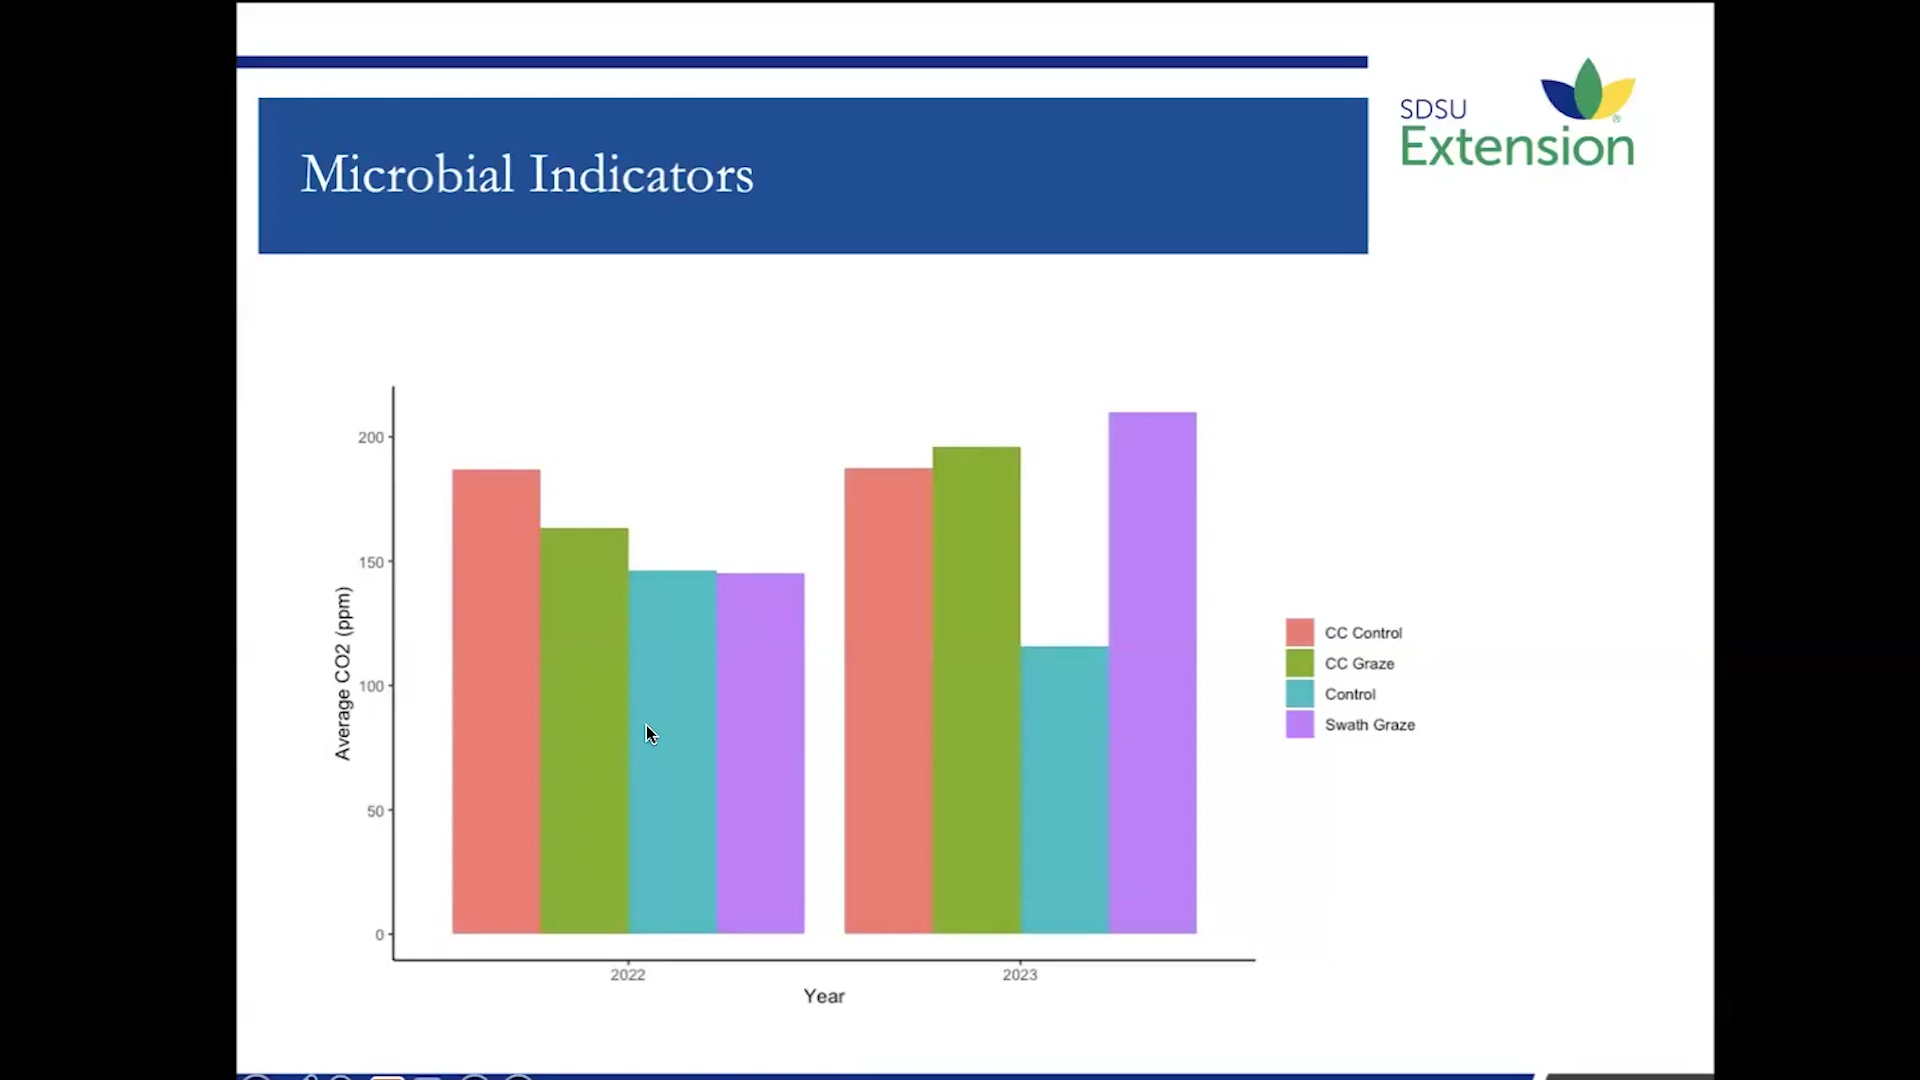 SDSU
Extension
®
Microbial Indicators
200
150
100
50
0
Average CO2 (ppm)
2022
2023
Year
CC Control
CC Graze
Control
Swath Graze